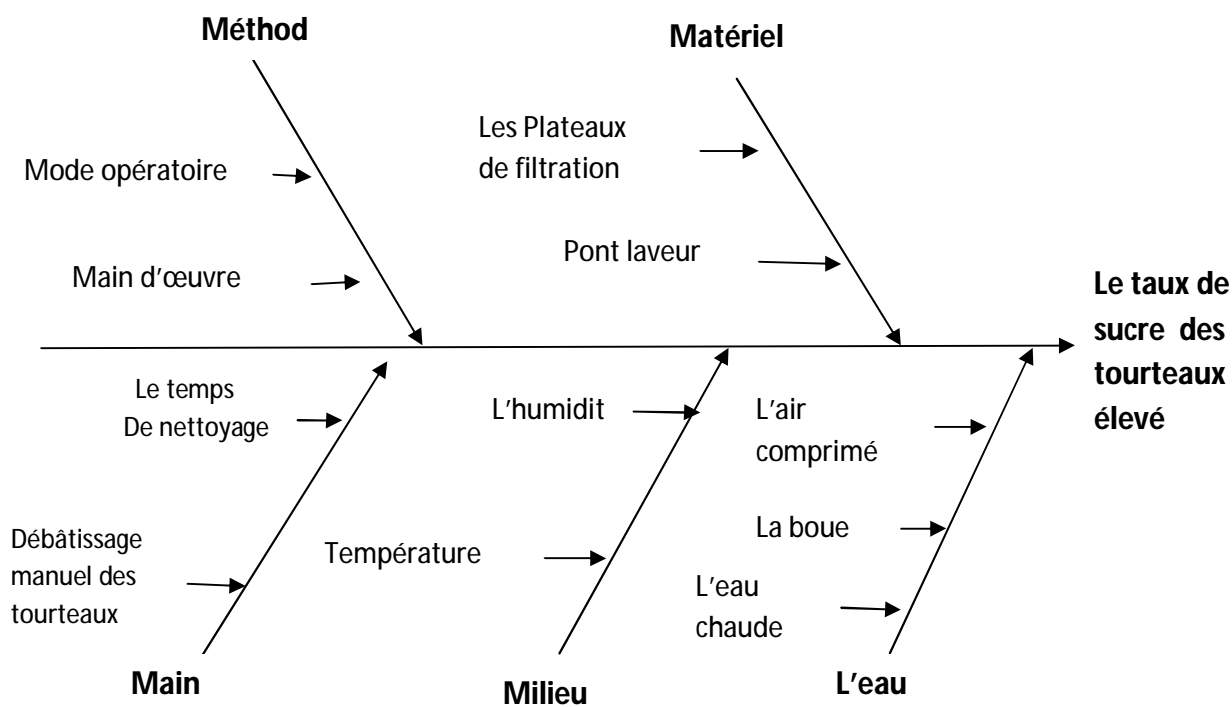 Méthod
Matériel
Les Plateaux
de filtration
Mode opératoire
Pont laveur
Main d'œuvre
Le taux de
sucre des
tourteaux
élevé
Le temps
De nettoyage
L'humidit
L'air
comprimé
Débâtissage
manuel des
tourteaux
Température
La boue
L'eau
chaude
Main
Milieu
L'eau